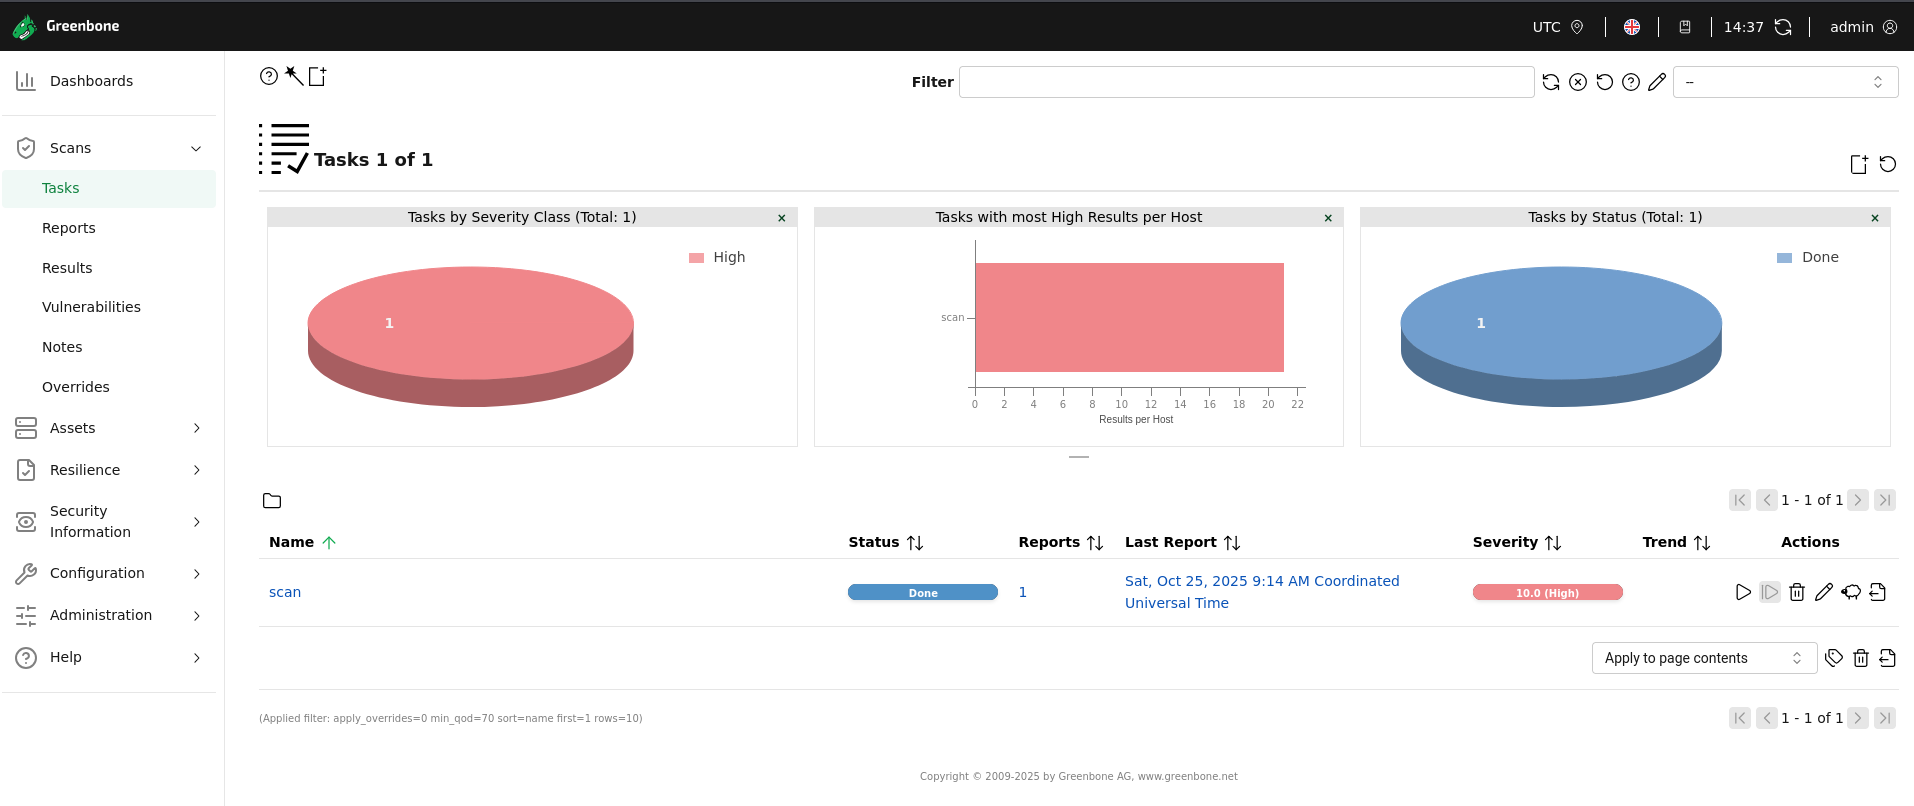 Greenbone
UTC
14:37
admin
Dashboards
Scans
Tasks
Reports
Results
Vulnerabilities
Notes
Overrides
Assets
Resilience
Security
Information
Configuration
Administration
Help
Filter
--
Tasks 1 of 1
Tasks by Severity Class (Total: 1)
High
1
Tasks with most High Results per Host
scan
0 2 4 6 8 10 12 14 16 18 20 22
Results per Host
Tasks by Status (Total: 1)
Done
1
1 - 1 of 1
Name Status Reports Last Report Severity Trend Actions
scan Done 1 Sat, Oct 25, 2025 9:14 AM Coordinated 10.0 (High)
Universal Time
Apply to page contents
(Applied filter: apply_overrides=0 min_qod=70 sort=name first=1 rows=10)
1 - 1 of 1
Copyright © 2009-2025 by Greenbone AG, www.greenbone.net